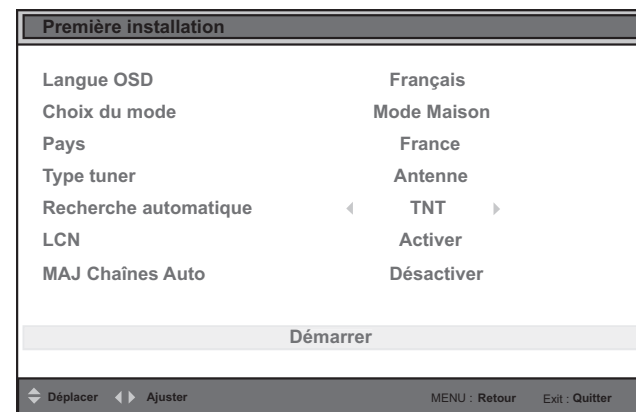 Première installation
Langue OSD Français
Choix du mode Mode Maison
Pays France
Type tuner Antenne
Recherche automatique TNT
LCN Activer
MAJ Chaînes Auto Désactiver
Démarrer
Déplacer Ajuster MENU : Retour Exit : Quitter